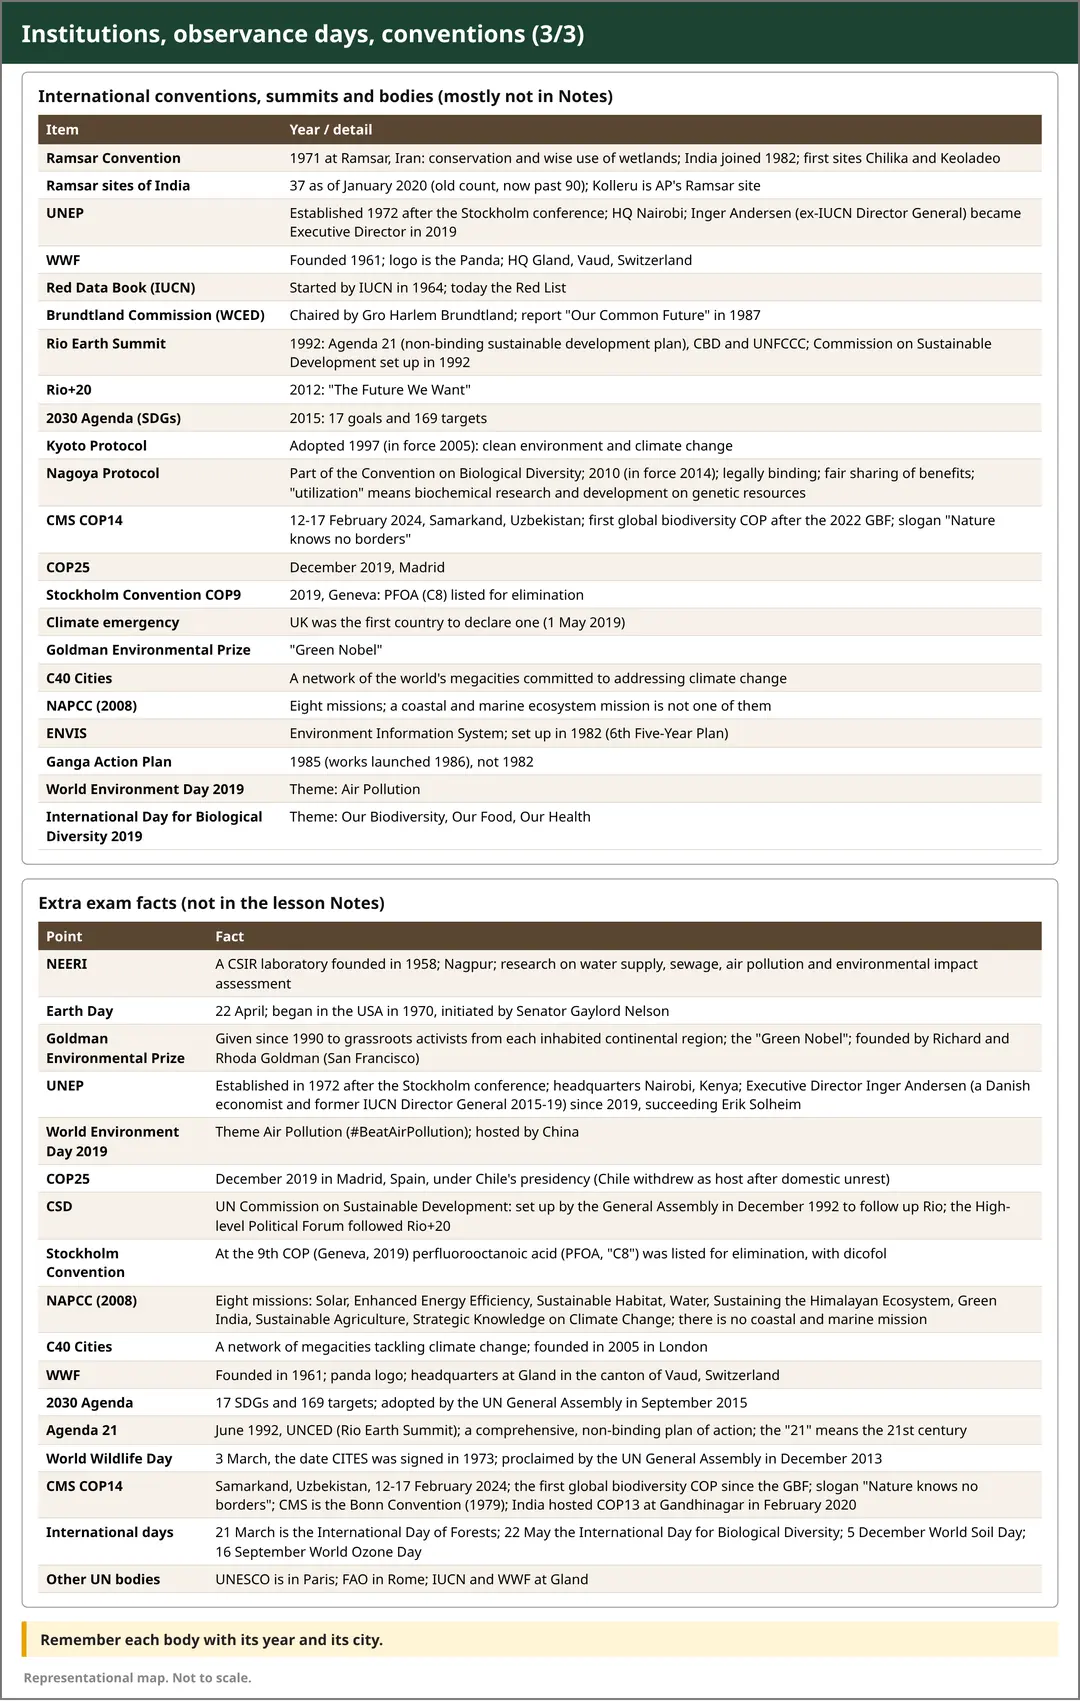 Institutions, observance days, conventions (3/3)
International conventions, summits and bodies (mostly not in Notes)
Item Year / detail
Ramsar Convention 1971 at Ramsar, Iran: conservation and wise use of wetlands; India joined 1982; first sites Chilika and Keoladeo
Ramsar sites of India 37 as of January 2020 (old count, now past 90); Kolleru is AP's Ramsar site
UNEP Established 1972 after the Stockholm conference; HQ Nairobi; Inger Andersen (ex-IUCN Director General) became
Executive Director in 2019
WWF Founded 1961; logo is the Panda; HQ Gland, Vaud, Switzerland
Red Data Book (IUCN) Started by IUCN in 1964; today the Red List
Brundtland Commission (WCED) Chaired by Gro Harlem Brundtland; report "Our Common Future" in 1987
Rio Earth Summit 1992: Agenda 21 (non-binding sustainable development plan), CBD and UNFCCC; Commission on Sustainable
Development set up in 1992
Rio+20 2012: "The Future We Want"
2030 Agenda (SDGs) 2015: 17 goals and 169 targets
Kyoto Protocol Adopted 1997 (in force 2005): clean environment and climate change
Nagoya Protocol Part of the Convention on Biological Diversity; 2010 (in force 2014); legally binding; fair sharing of benefits;
"utilization" means biochemical research and development on genetic resources
CMS COP14 12-17 February 2024, Samarkand, Uzbekistan; first global biodiversity COP after the 2022 GBF; slogan "Nature
knows no borders"
COP25 December 2019, Madrid
Stockholm Convention COP9 2019, Geneva: PFOA (C8) listed for elimination
Climate emergency UK was the first country to declare one (1 May 2019)
Goldman Environmental Prize "Green Nobel"
C40 Cities A network of the world's megacities committed to addressing climate change
NAPCC (2008) Eight missions; a coastal and marine ecosystem mission is not one of them
ENVIS Environment Information System; set up in 1982 (6th Five-Year Plan)
Ganga Action Plan 1985 (works launched 1986), not 1982
World Environment Day 2019 Theme: Air Pollution
International Day for Biological Theme: Our Biodiversity, Our Food, Our Health
Diversity 2019
Extra exam facts (not in the lesson Notes)
Point Fact
NEERI A CSIR laboratory founded in 1958; Nagpur; research on water supply, sewage, air pollution and environmental impact
assessment
Earth Day 22 April; began in the USA in 1970, initiated by Senator Gaylord Nelson
Goldman Given since 1990 to grassroots activists from each inhabited continental region; the "Green Nobel"; founded by Richard and
Environmental Prize Rhoda Goldman (San Francisco)
UNEP Established in 1972 after the Stockholm conference; headquarters Nairobi, Kenya; Executive Director Inger Andersen (a Danish
economist and former IUCN Director General 2015-19) since 2019, succeeding Erik Solheim
World Environment Theme Air Pollution (#BeatAirPollution); hosted by China
Day 2019
COP25 December 2019 in Madrid, Spain, under Chile's presidency (Chile withdrew as host after domestic unrest)
CSD UN Commission on Sustainable Development: set up by the General Assembly in December 1992 to follow up Rio; the High-
level Political Forum followed Rio+20
Stockholm At the 9th COP (Geneva, 2019) perfluorooctanoic acid (PFOA, "C8") was listed for elimination, with dicofol
Convention
NAPCC (2008) Eight missions: Solar, Enhanced Energy Efficiency, Sustainable Habitat, Water, Sustaining the Himalayan Ecosystem, Green
India, Sustainable Agriculture, Strategic Knowledge on Climate Change; there is no coastal and marine mission
C40 Cities A network of megacities tackling climate change; founded in 2005 in London
WWF Founded in 1961; panda logo; headquarters at Gland in the canton of Vaud, Switzerland
2030 Agenda 17 SDGs and 169 targets; adopted by the UN General Assembly in September 2015
Agenda 21 June 1992, UNCED (Rio Earth Summit); a comprehensive, non-binding plan of action; the "21" means the 21st century
World Wildlife Day 3 March, the date CITES was signed in 1973; proclaimed by the UN General Assembly in December 2013
CMS COP14 Samarkand, Uzbekistan, 12-17 February 2024; the first global biodiversity COP since the GBF; slogan "Nature knows no
borders"; CMS is the Bonn Convention (1979); India hosted COP13 at Gandhinagar in February 2020
International days 21 March is the International Day of Forests; 22 May the International Day for Biological Diversity; 5 December World Soil Day;
16 September World Ozone Day
Other UN bodies UNESCO is in Paris; FAO in Rome; IUCN and WWF at Gland
Remember each body with its year and its city.
Representational map. Not to scale.